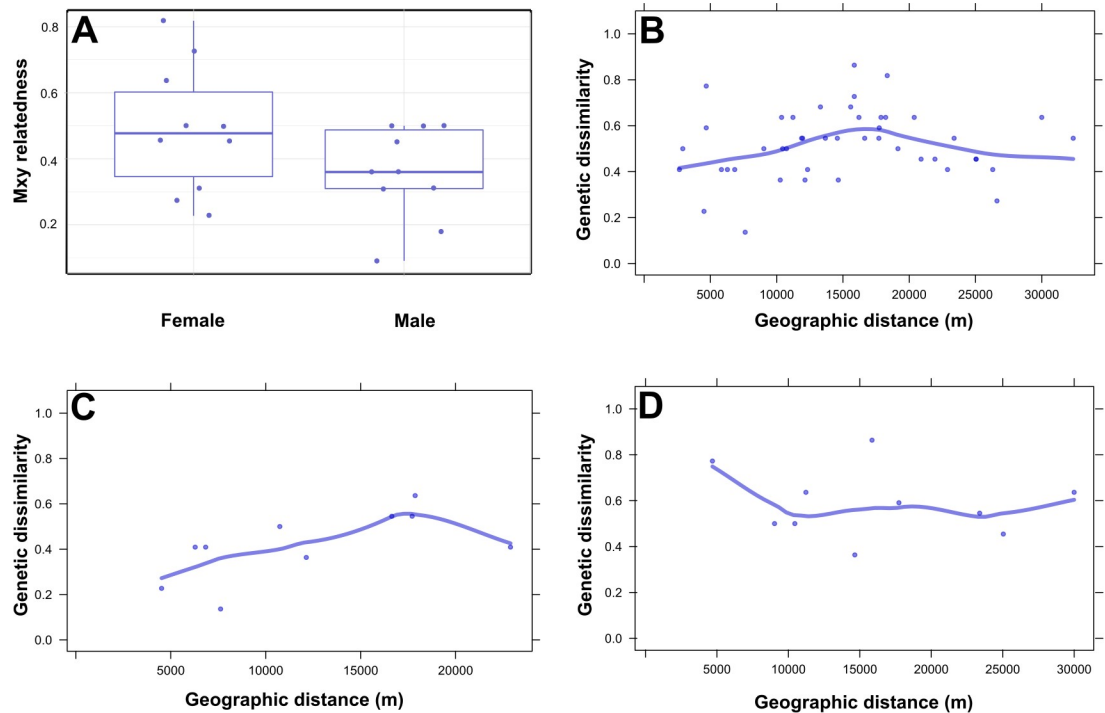 A
Mxy relatedness
0.8
0.6
0.4
0.2
Female
Male
B
Genetic dissimilarity
1.0
0.8
0.6
0.4
0.2
0.0
5000
10000
15000
20000
25000
30000
Geographic distance (m)
C
Genetic dissimilarity
1.0
0.8
0.6
0.4
0.2
0.0
5000
10000
15000
20000
Geographic distance (m)
D
Genetic dissimilarity
1.0
0.8
0.6
0.4
0.2
0.0
5000
10000
15000
20000
25000
30000
Geographic distance (m)